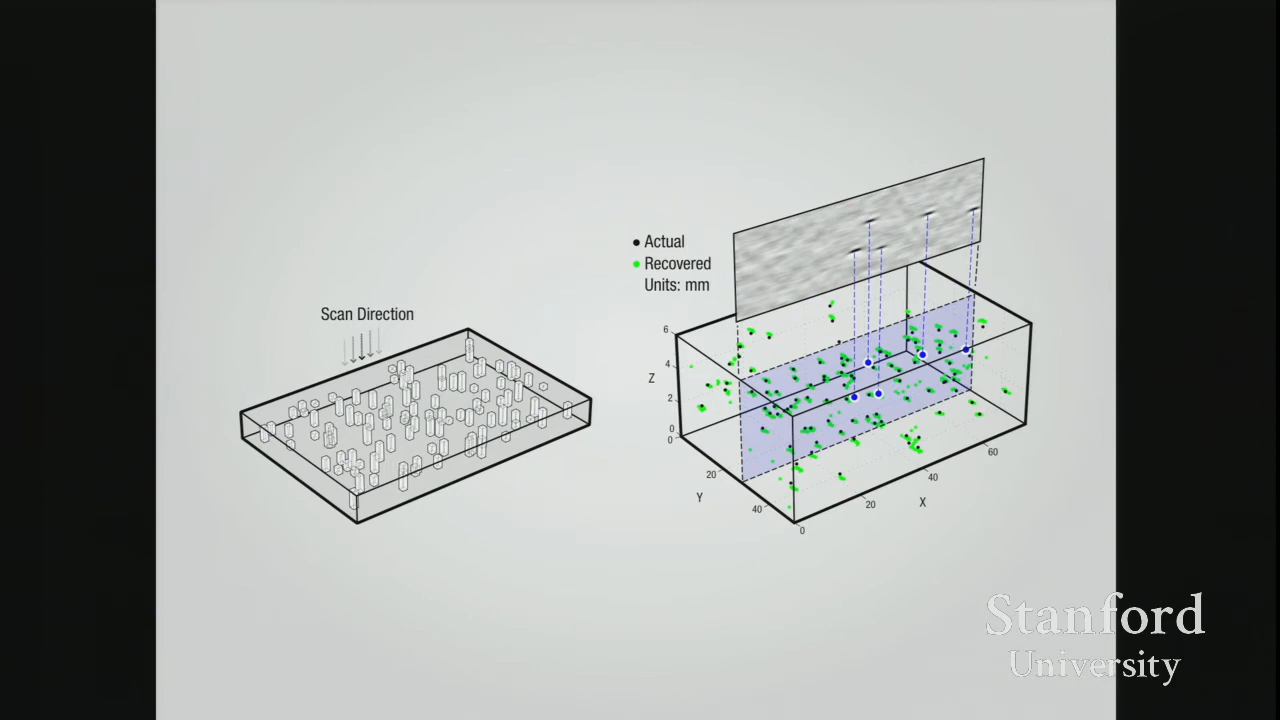 Scan Direction
Actual
Recovered
Units: mm
6
4
2
0
0
Z
20
40
Y
0
20
40
60
X
Stanford
University